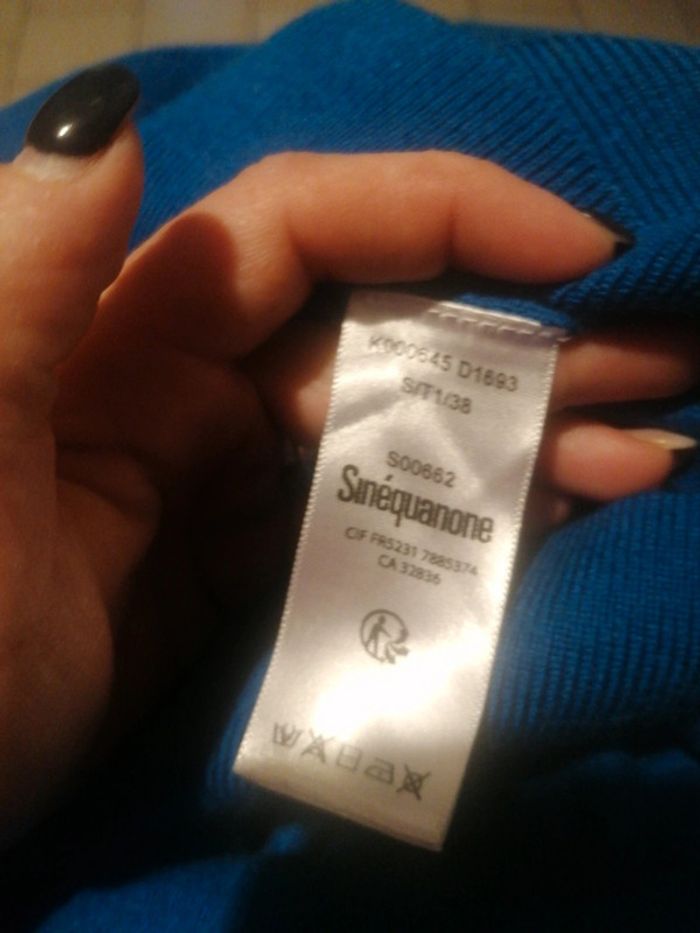 K000645 D1693
S/T1/38
S00662
Sinéquanone
CIF FR5231 7885374
CA 32836